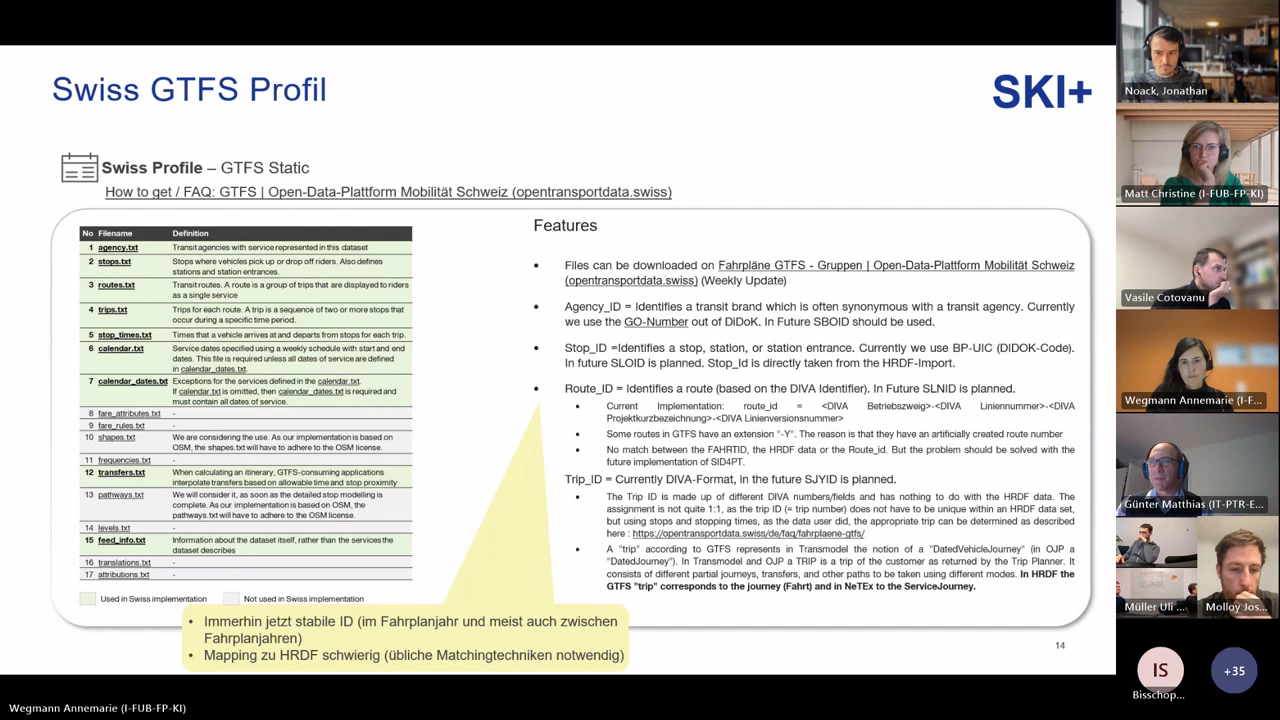 Swiss GTFS Profil
SKI+
Swiss Profile – GTFS Static
How to get / FAQ: GTFS | Open-Data-Plattform Mobilität Schweiz (opentransportdata.swiss)
No Filename Definition
1 agency.txt Transit agencies with service represented in this dataset
2 stops.txt Stops where vehicles pick up or drop off riders. Also defines
stations and station entrances.
3 routes.txt Transit routes. A route is a group of trips that are displayed to riders
as a single service
4 trips.txt Trips for each route. A trip is a sequence of two or more stops that
occur during a specific time period.
5 stop_times.txt Times that a vehicle arrives at and departs from stops for each trip.
6 calendar.txt Service dates specified using a weekly schedule with start and end
dates. This file is required unless all dates of service are defined
in calendar_dates.txt.
7 calendar_dates.txt Exceptions for the services defined in the calendar.txt.
If calendar.txt is omitted, then calendar_dates.txt is required and
must contain all dates of service.
8 fare_attributes.txt -
9 fare_rules.txt -
10 shapes.txt We are considering the use. As our implementation is based on
OSM, the shapes.txt will have to adhere to the OSM license.
11 frequencies.txt -
12 transfers.txt When calculating an itinerary, GTFS-consuming applications
interpolate transfers based on allowable time and stop proximity
13 pathways.txt We will consider it, as soon as the detailed stop modelling is
complete. As our implementation is based on OSM, the
pathways.txt will have to adhere to the OSM license.
14 levels.txt -
15 feed_info.txt Information about the dataset itself, rather than the services the
dataset describes
16 translations.txt -
17 attributions.txt -
Used in Swiss implementation Not used in Swiss implementation
Features
• Files can be downloaded on Fahrpläne GTFS - Gruppen | Open-Data-Plattform Mobilität Schweiz
(opentransportdata.swiss) (Weekly Update)
• Agency_ID = Identifies a transit brand which is often synonymous with a transit agency. Currently
we use the GO-Number out of DiDoK. In Future SBOID should be used.
• Stop_ID =Identifies a stop, station, or station entrance. Currently we use BP-UIC (DIDOK-Code).
In future SLOID is planned. Stop_Id is directly taken from the HRDF-Import.
• Route_ID = Identifies a route (based on the DIVA Identifier). In Future SLNID is planned.
• Current Implementation: route_id = <DIVA Betriebszweig>-<DIVA Liniennummer>-<DIVA
Projektkurzbezeichnung>-<DIVA Linienversionsnummer>
• Some routes in GTFS have an extension "-Y". The reason is that they have an artificially created route number
• No match between the FAHRTID, the HRDF data or the Route_id. But the problem should be solved with the
future implementation of SID4PT.
Trip_ID = Currently DIVA-Format, in the future SJYID is planned.
• The Trip ID is made up of different DIVA numbers/fields and has nothing to do with the HRDF data. The
assignment is not quite 1:1, as the trip ID (= trip number) does not have to be unique within an HRDF data set,
but using stops and stopping times, as the data user did, the appropriate trip can be determined as described
here : https://opentransportdata.swiss/de/faq/fahrplaene-gtfs/
• A "trip" according to GTFS represents in Transmodel the notion of a "DatedVehicleJourney" (in OJP a
"DatedJourney"). In Transmodel and OJP a TRIP is a trip of the customer as returned by the Trip Planner. It
consists of different partial journeys, transfers, and other paths to be taken using different modes. In HRDF the
GTFS "trip" corresponds to the journey (Fahrt) and in NeTEx to the ServiceJourney.
• Immerhin jetzt stabile ID (im Fahrplanjahr und meist auch zwischen
Fahrplanjahren)
• Mapping zu HRDF schwierig (übliche Matchingtechniken notwendig)
14
Wegmann Annemarie (I-FUB-FP-KI)
Noack, Jonathan
Matt Christine (I-FUB-FP-KI)
Vasile Cotovanu
Wegmann Annemarie (I-F...
Günter Matthias (IT-PTR-E...
Müller Uli ...
Molloy Jos...
IS
Bisschop...
+35